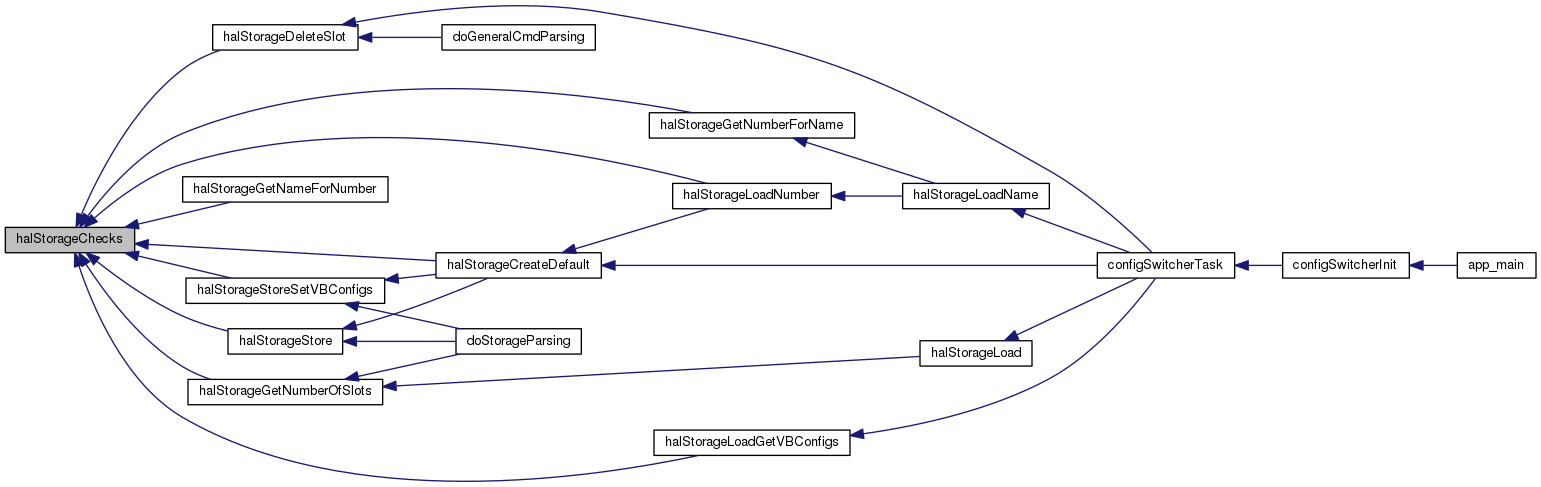 halStorageDeleteSlot
doGeneralCmdParsing
halStorageGetNumberForName
halStorageGetNameForNumber
halStorageLoadNumber
halStorageLoadName
halStorageChecks
halStorageCreateDefault
configSwitcherTask
configSwitcherInit
app_main
halStorageStoreSetVBConfigs
halStorageStore
doStorageParsing
halStorageLoad
halStorageGetNumberOfSlots
halStorageLoadGetVBConfigs